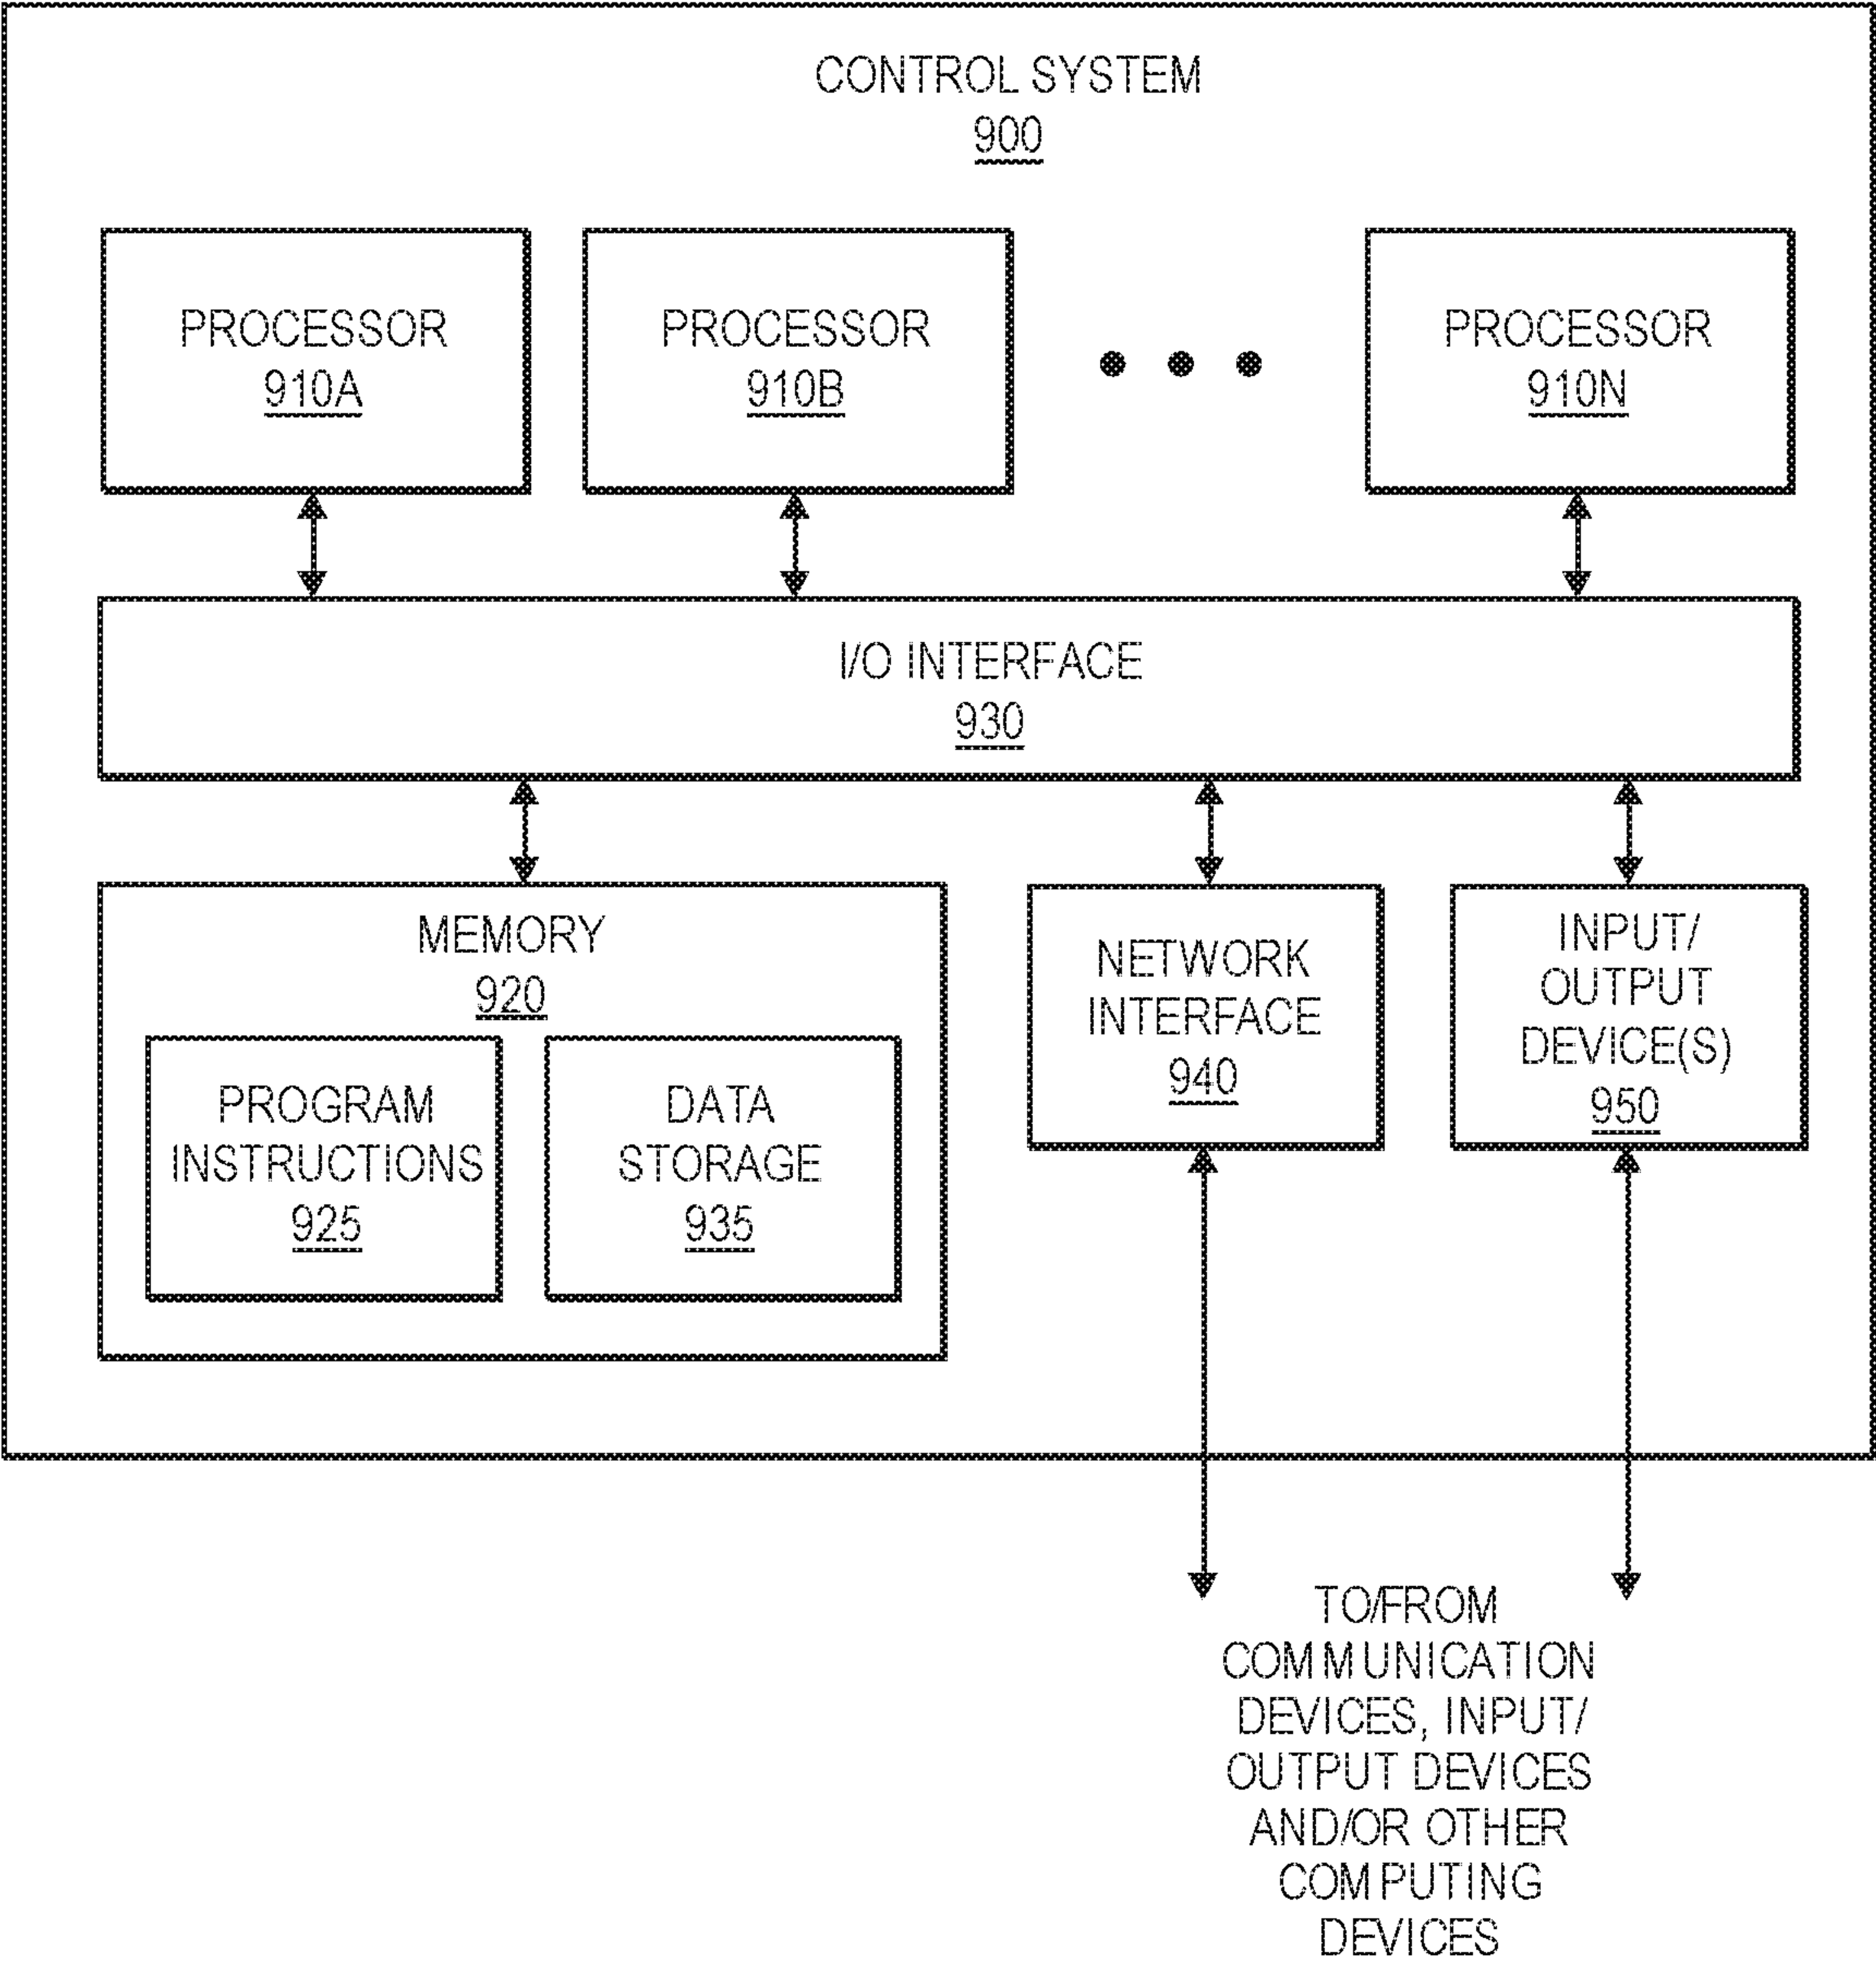 CONTROL SYSTEM
900
PROCESSOR
910A
PROCESSOR
910B
PROCESSOR
910N
I/O INTERFACE
930
MEMORY
920
PROGRAM
INSTRUCTIONS
925
DATA
STORAGE
935
NETWORK
INTERFACE
940
INPUT/
OUTPUT
DEVICE(S)
950
TO/FROM
COMMUNICATION
DEVICES, INPUT/
OUTPUT DEVICES
AND/OR OTHER
COMPUTING
DEVICES